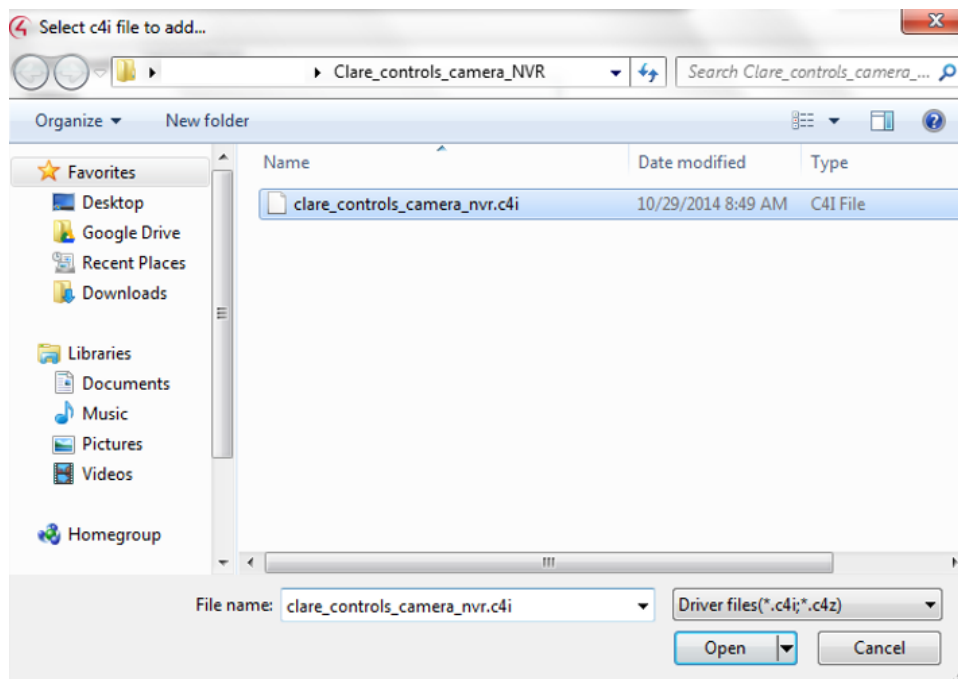 Select c4i file to add...
Clare_controls_camera_NVR
Search Clare_controls_camera_...
Organize
New folder
Name
Date modified
Type
Favorites
clare_controls_camera_nvr.c4i
10/29/2014 8:49 AM
C4I File
Desktop
Google Drive
Recent Places
Downloads
Libraries
Documents
Music
Pictures
Videos
Homegroup
File name:
clare_controls_camera_nvr.c4i
Driver files(*.c4i;*.c4z)
Open
Cancel